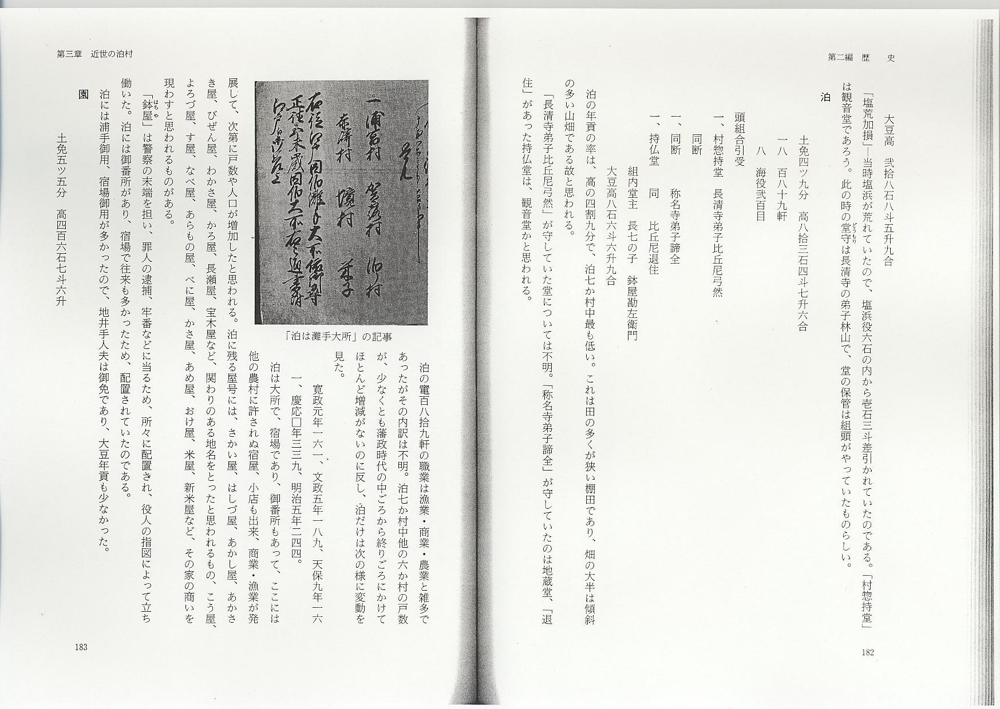 第二編　歴　史
大豆高　弐拾八石八斗五升九合
「塩荒加損」―当時塩浜が荒れていたので、塩浜役六石の内から壱石三斗差引かれていたのである。「村惣持堂」
は観音堂であろう。此の時の堂守は長清寺の弟子林山で、堂の保管は組頭がやっていたものらしい。
どうもり
泊
土免四ツ九分　高八拾三石四斗七升六合
一八　百八十九軒
八　海役弐百目
頭組合引受
一、村惣持堂　長清寺弟子比丘尼弓然
同断
一、同断　称名寺弟子諦全
一、持仏堂　同　比丘尼退住
組内堂主　長七の子　鉢屋勘左衛門
大豆高八石六斗六升九合
泊の年貢の率は、高の四割九分で、泊七か村中最も低い。これは田の多くが狭い棚田であり、畑の大半は傾斜
の多い山畑である故と思われる。
「長清寺弟子比丘尼弓然」が守していた堂については不明。「称名寺弟子諦全」が守していたのは地蔵堂、「退
住」があった持仏堂は、観音堂かと思われる。
182
第三章　近世の泊村
一　浦富村
泊り村
赤碕村
境村
米子
「泊は灘手大所」の記事
泊の竃百八拾九軒の職業は漁業・商業・農業と雑多で
あったがその内訳は不明。泊七か村中他の六か村の戸数
が、少なくとも藩政時代の中ごろから終りごろにかけて
ほとんど増減がないのに反し、泊だけは次の様に変動を
見た。
寛政元年一六一、文政五年一八九、天保九年一六
一、慶応□年三三九、明治五年二四四。
泊は大所で、宿場であり、御番所もあって、ここには
他の農村に許されぬ宿屋、小店も出来、商業・漁業が発
展して、次第に戸数や人口が増加したと思われる。泊に残る屋号には、さかい屋、はしづ屋、あかし屋、あかさ
き屋、びぜん屋、わかさ屋、かろ屋、長瀬屋、宝木屋など、関わりのある地名をとったと思われるもの、こう屋、
よろづ屋、す屋、なべ屋、あらもの屋、べに屋、かさ屋、あめ屋、おけ屋、米屋、新米屋など、その家の商いを
現わすと思われるものがある。
「鉢屋」は警察の末端を担い、罪人の逮捕、牢番などに当るため、所々に配置され、役人の指図によって立ち
はちや
働いた。泊には御番所があり、宿場で往来も多かったため、配置されていたのである。
泊には浦手御用、宿場御用が多かったので、地井手人夫は御免であり、大豆年貢も少なかった。
園
土免五ツ五分　高四百六石七斗六升
183